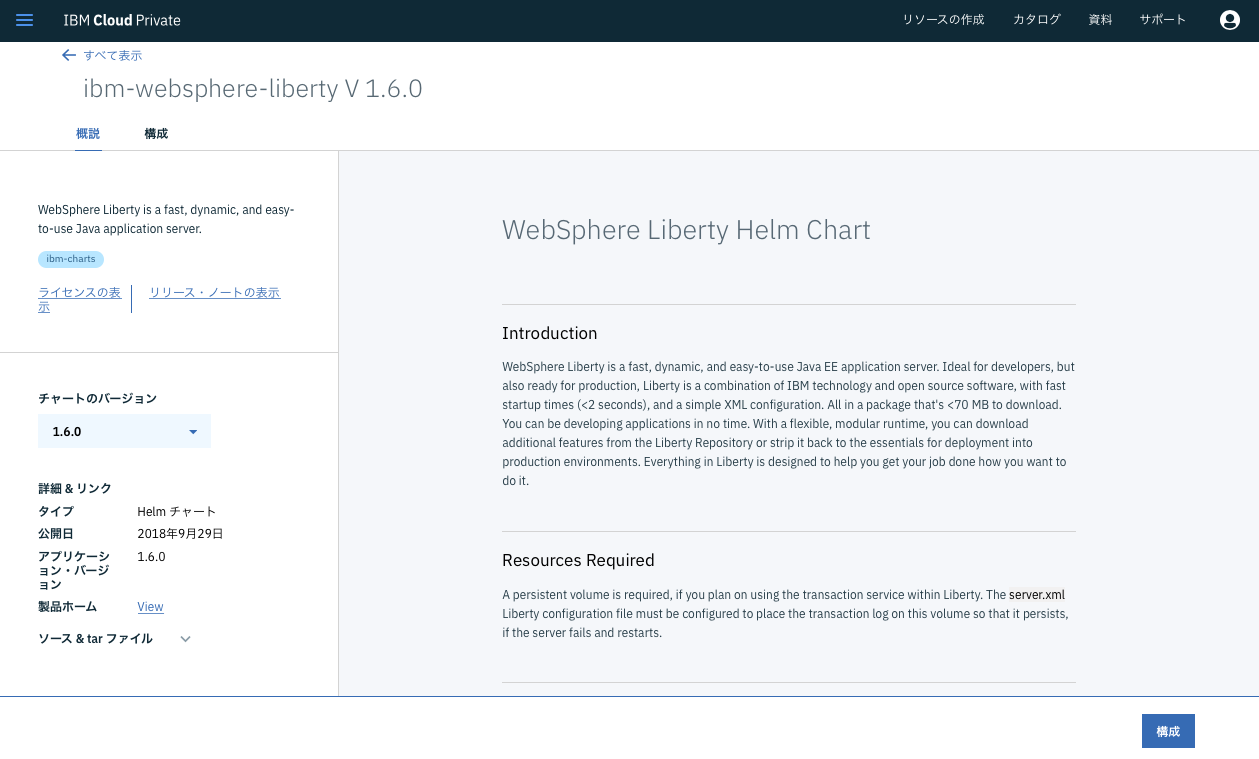 IBM Cloud Private
リソースの作成 カタログ 資料 サポート
すべて表示
ibm-websphere-liberty V 1.6.0
概説 構成
WebSphere Liberty is a fast, dynamic, and easy-
to-use Java application server.
ibm-charts
ライセンスの表
示
リリース・ノートの表示
チャートのバージョン
1.6.0
詳細 & リンク
タイプ Helm チャート
公開日 2018年9月29日
アプリケーシ 1.6.0
ョン・バージ
ョン
製品ホーム View
ソース & tar ファイル
WebSphere Liberty Helm Chart
Introduction
WebSphere Liberty is a fast, dynamic, and easy-to-use Java EE application server. Ideal for developers, but
also ready for production, Liberty is a combination of IBM technology and open source software, with fast
startup times (<2 seconds), and a simple XML configuration. All in a package that's <70 MB to download.
You can be developing applications in no time. With a flexible, modular runtime, you can download
additional features from the Liberty Repository or strip it back to the essentials for deployment into
production environments. Everything in Liberty is designed to help you get your job done how you want to
do it.
Resources Required
A persistent volume is required, if you plan on using the transaction service within Liberty. The server.xml
Liberty configuration file must be configured to place the transaction log on this volume so that it persists,
if the server fails and restarts.
構成